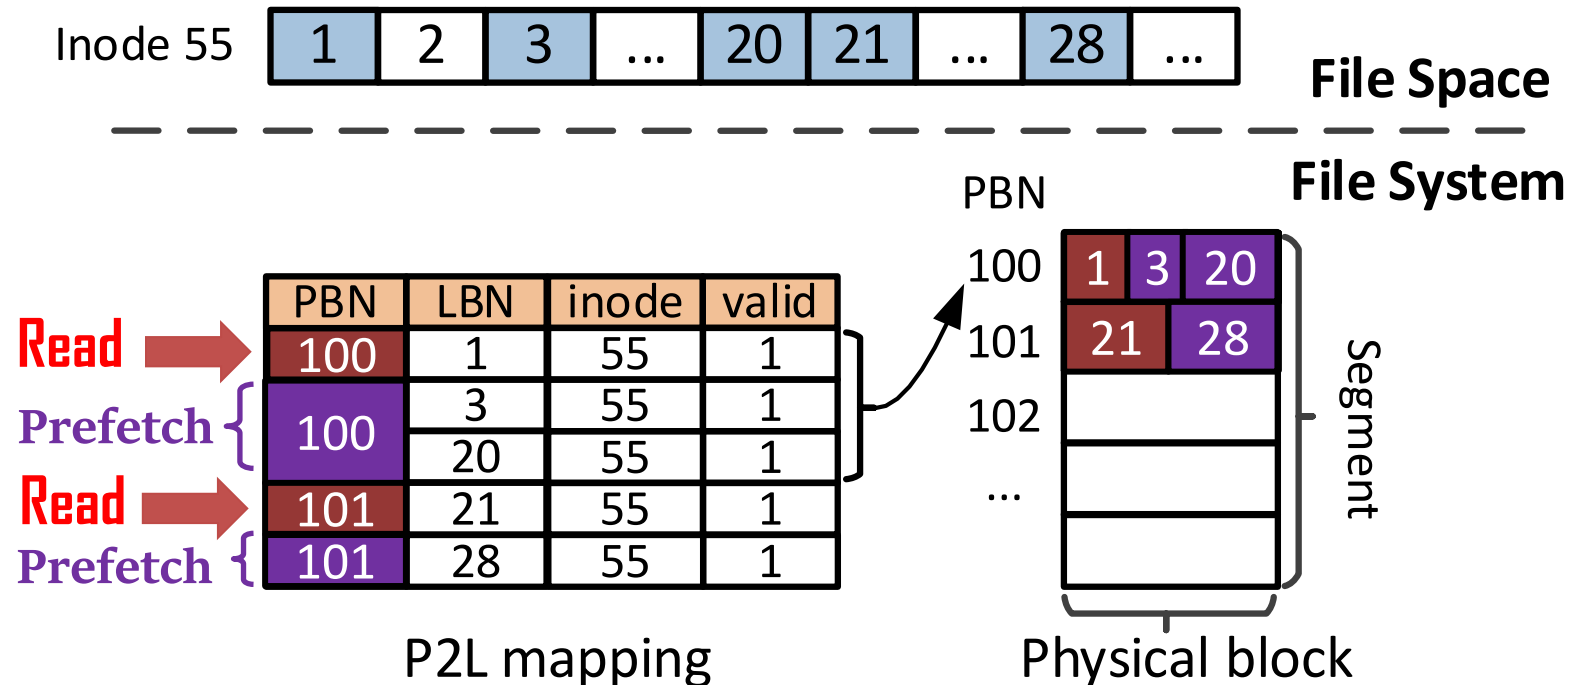 Inode 55 1 2 3 ... 20 21 ... 28 ...
File Space
File System
PBN
100 1 3 20
101 21 28
102
...
Segment
Physical block
PBN LBN inode valid
Read 100 1 55 1
Prefetch 100 3 55 1
20 55 1
Read 101 21 55 1
Prefetch 101 28 55 1
P2L mapping